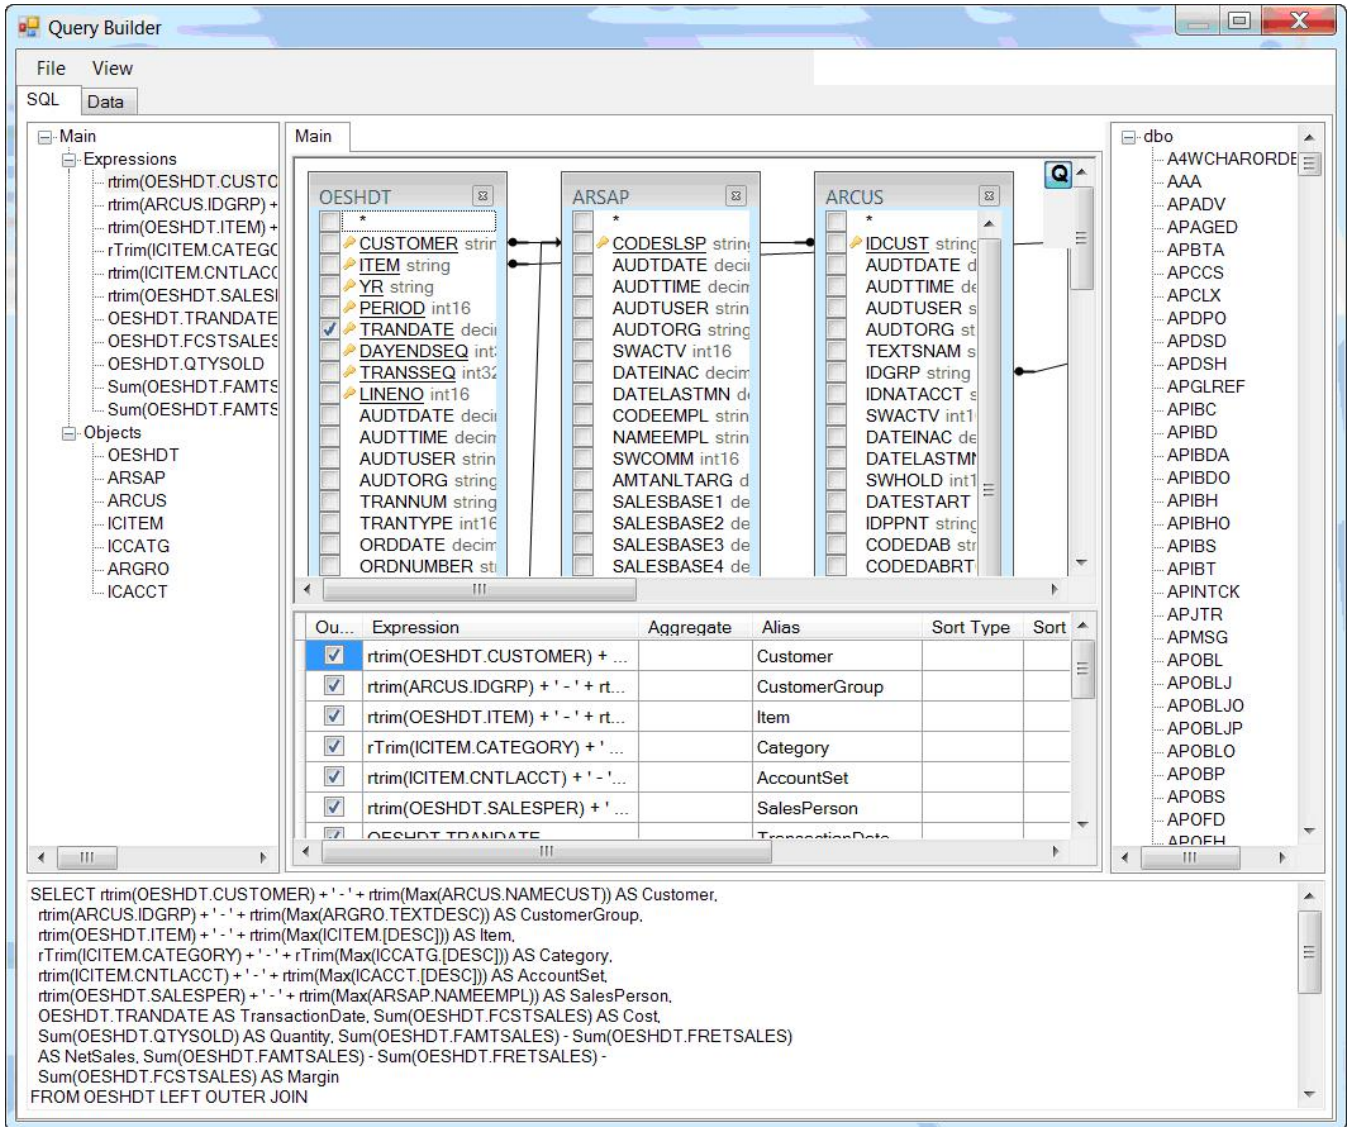 Query Builder
File View
SQL Data
Main
Expressions
rtrim(OESHDT.CUSTO
rtrim(ARCUS.IDGRP) +
rtrim(OESHDT.ITEM) +
rTrim(ICITEM.CATEGO
rtrim(ICITEM.CNTLACC
rtrim(OESHDT.SALESI
OESHDT.TRANDATE
OESHDT.FCSTSALES
OESHDT.QTYSOLD
Sum(OESHDT.FAMTS
Sum(OESHDT.FAMTS
Objects
OESHDT
ARSAP
ARCUS
ICITEM
ICCATG
ARGRO
ICACCT
Main
Q
OESHDT
*
CUSTOMER strin
ITEM string
YR string
PERIOD int16
TRANDATE deci
DAYENDSEQ int
TRANSSEQ int32
LINENO int16
AUDTDATE deci
AUDTTIME decim
AUDTUSER strin
AUDTORG string
TRANNUM string
TRANTYPE int16
ORDDATE decim
ORDNUMBER st
ARSAP
*
CODESLSP string
AUDTDATE deci
AUDTTIME decim
AUDTUSER strin
AUDTORG string
SWACTV int16
DATEINAC decim
DATELASTMN d
CODEEMPL strin
NAMEEMPL strin
SWCOMM int16
AMTANLTARG d
SALESBASE1 de
SALESBASE2 de
SALESBASE3 de
SALESBASE4 de
ARCUS
*
IDCUST string
AUDTDATE d
AUDTTIME de
AUDTUSER s
AUDTORG st
TEXTSNAM s
IDGRP string
IDNATACCT s
SWACTV int1
DATEINAC de
DATELASTMN
SWHOLD int1
DATESTART
IDPPNT string
CODEDAB str
CODEDABRT
Ou... Expression Aggregate Alias Sort Type Sort
rtrim(OESHDT.CUSTOMER) + ... Customer
rtrim(ARCUS.IDGRP) + ' - ' + rt... CustomerGroup
rtrim(OESHDT.ITEM) + ' - ' + rt... Item
rTrim(ICITEM.CATEGORY) + ' ... Category
rtrim(ICITEM.CNTLACCT) + ' - '... AccountSet
rtrim(OESHDT.SALESPER) + ' ... SalesPerson
OESHDT.TRANDATE TransactionDate
dbo
A4WCHARORDE
AAA
APADV
APAGED
APBTA
APCCS
APCLX
APDPO
APDSD
APDSH
APGLREF
APIBC
APIBD
APIBDA
APIBDO
APIBH
APIBHO
APIBS
APIBT
APINTCK
APJTR
APMSG
APOBL
APOBLJ
APOBLJO
APOBLJP
APOBLO
APOBP
APOBS
APOFD
APOFH
SELECT rtrim(OESHDT.CUSTOMER) + ' - ' + rtrim(Max(ARCUS.NAMECUST)) AS Customer,
rtrim(ARCUS.IDGRP) + ' - ' + rtrim(Max(ARGRO.TEXTDESC)) AS CustomerGroup,
rtrim(OESHDT.ITEM) + ' - ' + rtrim(Max(ICITEM.[DESC])) AS Item,
rTrim(ICITEM.CATEGORY) + ' - ' + rTrim(Max(ICCATG.[DESC])) AS Category,
rtrim(ICITEM.CNTLACCT) + ' - ' + rtrim(Max(ICACCT.[DESC])) AS AccountSet,
rtrim(OESHDT.SALESPER) + ' - ' + rtrim(Max(ARSAP.NAMEEMPL)) AS SalesPerson,
OESHDT.TRANDATE AS TransactionDate, Sum(OESHDT.FCSTSALES) AS Cost,
Sum(OESHDT.QTYSOLD) AS Quantity, Sum(OESHDT.FAMTSALES) - Sum(OESHDT.FRETSALES)
AS NetSales, Sum(OESHDT.FAMTSALES) - Sum(OESHDT.FRETSALES) -
Sum(OESHDT.FCSTSALES) AS Margin
FROM OESHDT LEFT OUTER JOIN